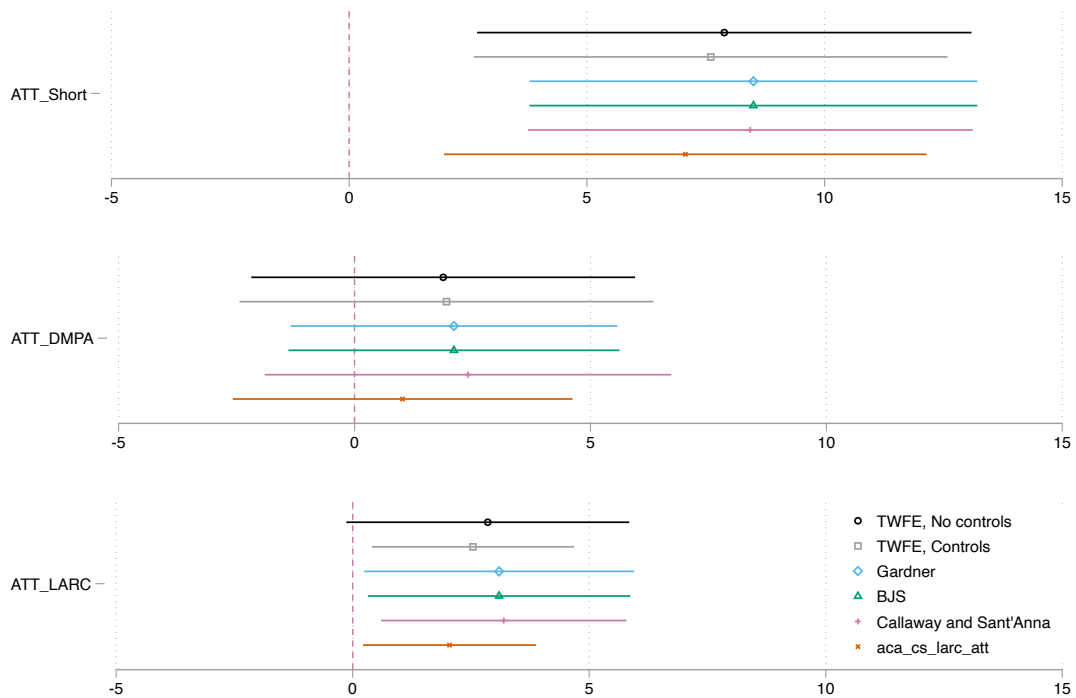 ATT_Short
-5 0 5 10 15
ATT_DMPA
-5 0 5 10 15
ATT_LARC
TWFE, No controls
TWFE, Controls
Gardner
BJS
Callaway and Sant'Anna
aca_cs_larc_att
-5 0 5 10 15